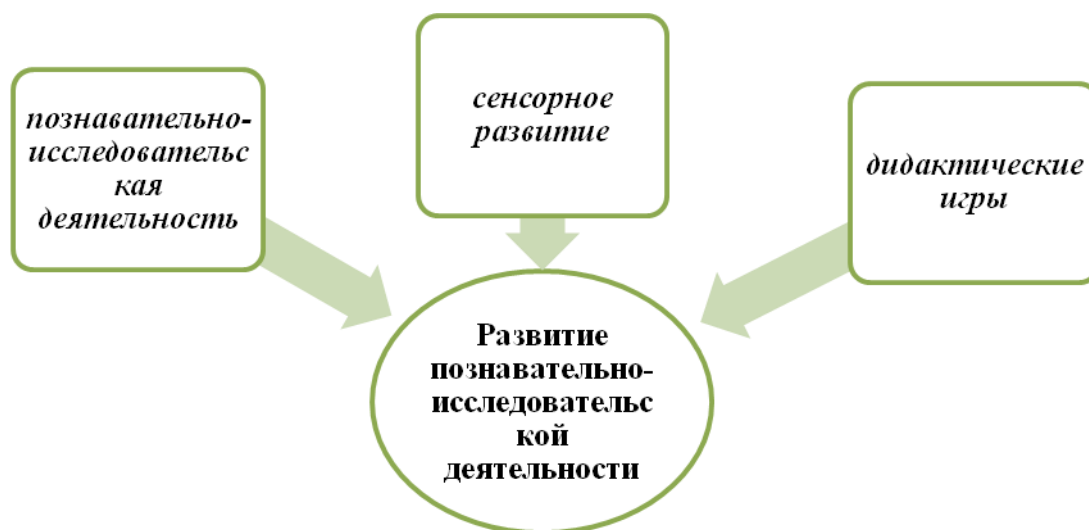 познавательно-
исследовательс
кая
деятельность
сенсорное
развитие
дидактические
игры
Развитие
познавательно-
исследовательс
кой
деятельности